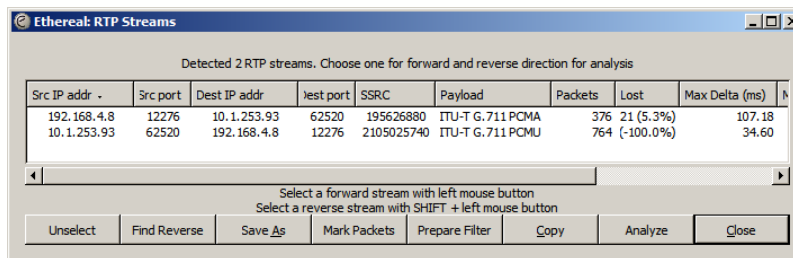 Ethereal: RTP Streams
Detected 2 RTP streams. Choose one for forward and reverse direction for analysis
Src IP addr Src port Dest IP addr Dest port SSRC Payload Packets Lost Max Delta (ms)
192.168.4.8 12276 10.1.253.93 62520 195626880 ITU-T G.711 PCMA 376 21 (5.3%) 107.18
10.1.253.93 62520 192.168.4.8 12276 2105025740 ITU-T G.711 PCMU 764 (-100.0%) 34.60
Select a forward stream with left mouse button
Select a reverse stream with SHIFT + left mouse button
Unselect Find Reverse Save As Mark Packets Prepare Filter Copy Analyze Close